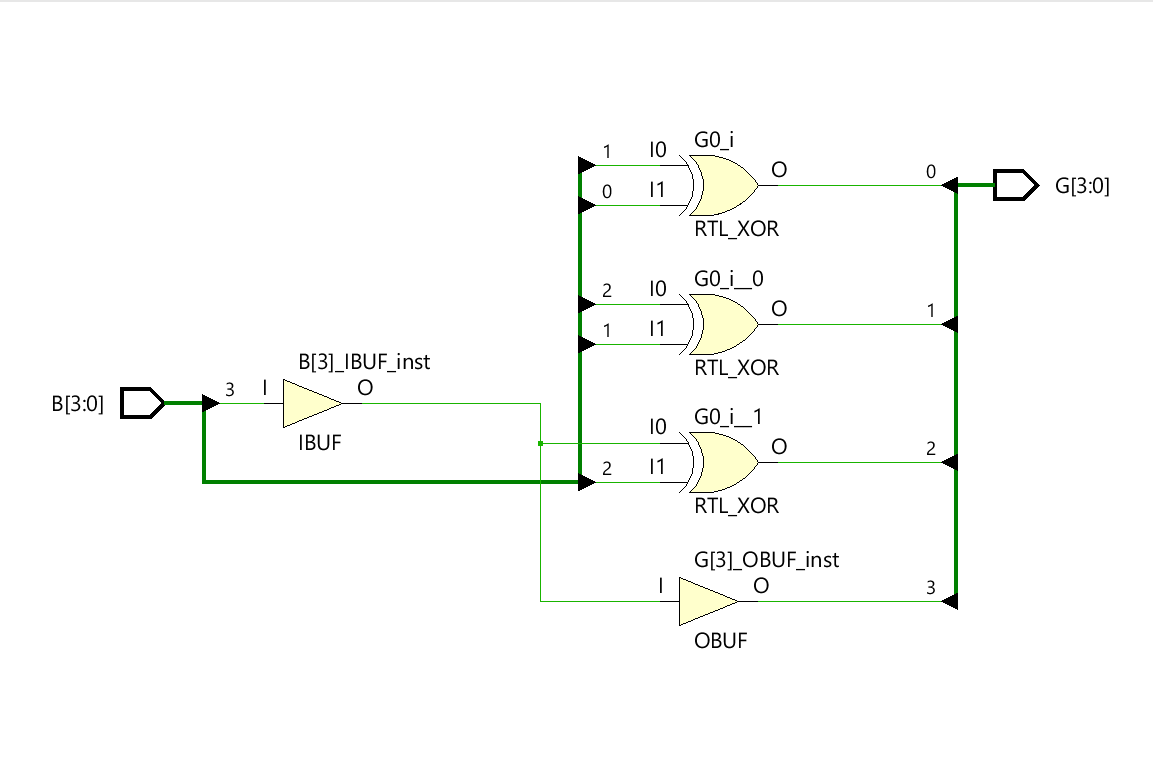 G0_i
1 I0 O
0 I1
0
G[3:0]
RTL_XOR
G0_i__0
2 I0 O
1 I1
1
RTL_XOR
B[3]_IBUF_inst
B[3:0]
3 I O
IBUF
G0_i__1
I0 O
2 I1
2
RTL_XOR
G[3]_OBUF_inst
I O
3
OBUF